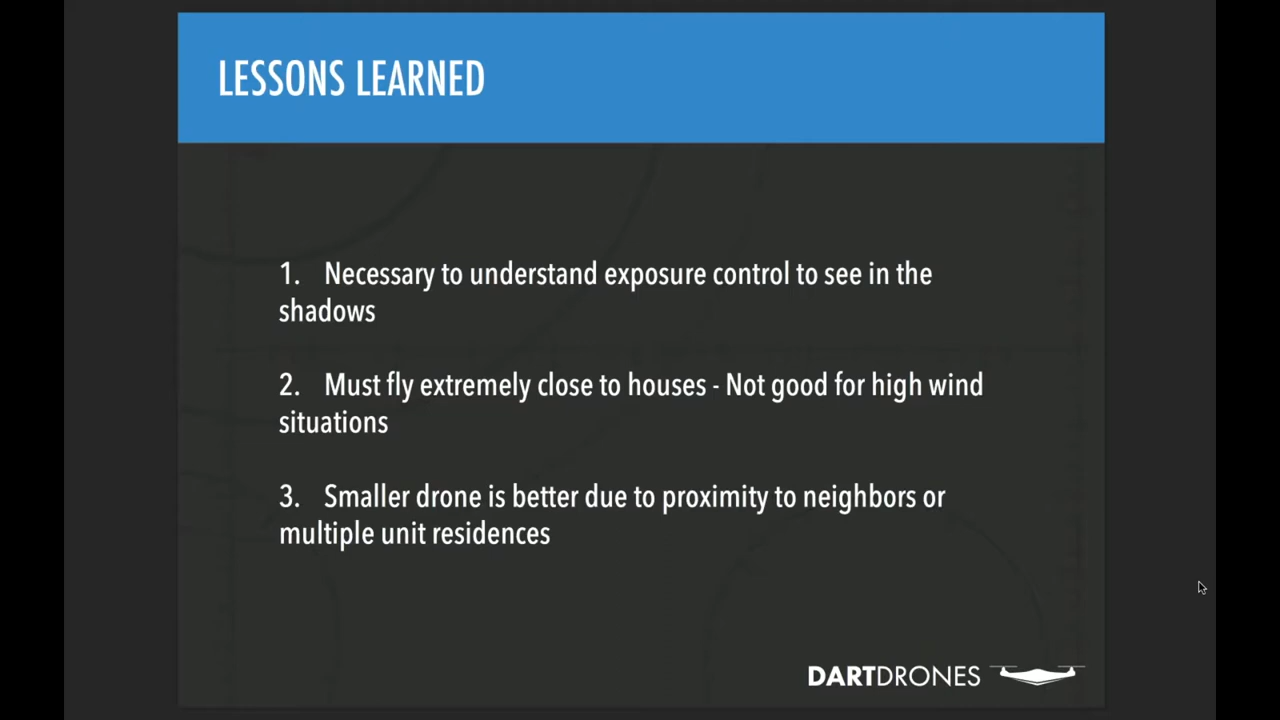 LESSONS LEARNED
1. Necessary to understand exposure control to see in the
shadows
2. Must fly extremely close to houses - Not good for high wind
situations
3. Smaller drone is better due to proximity to neighbors or
multiple unit residences
DARTDRONES